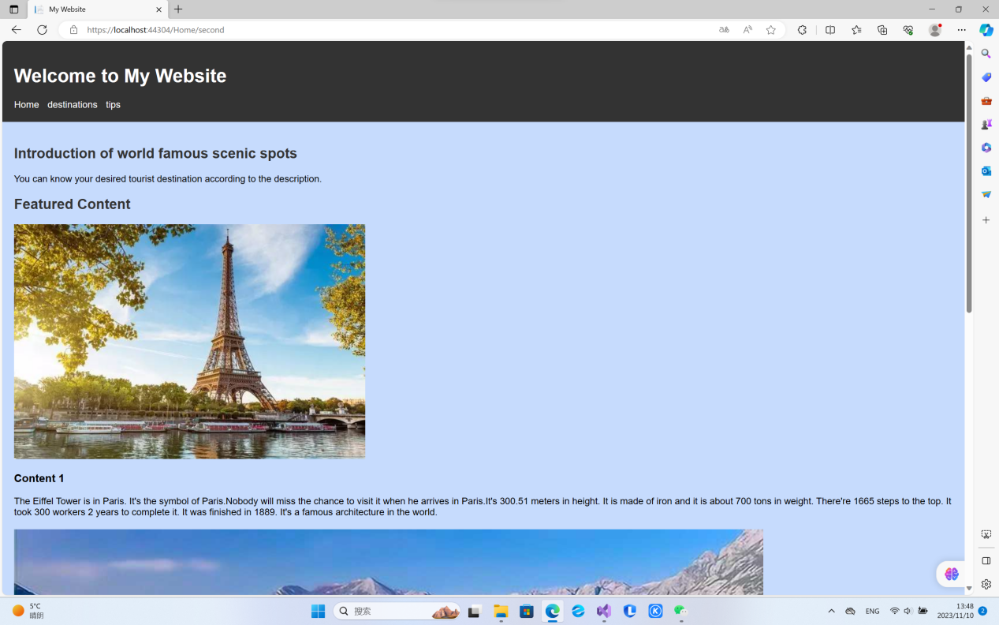 My Website
https://localhost:44304/Home/second
Welcome to My Website
Home destinations tips
Introduction of world famous scenic spots
You can know your desired tourist destination according to the description.
Featured Content
Content 1
The Eiffel Tower is in Paris. It's the symbol of Paris.Nobody will miss the chance to visit it when he arrives in Paris.It's 300.51 meters in height. It is made of iron and it is about 700 tons in weight. There're 1665 steps to the top. It
took 300 workers 2 years to complete it. It was finished in 1889. It's a famous architecture in the world.
5°C
晴朗
搜索
ENG
13:48
2023/11/10
2